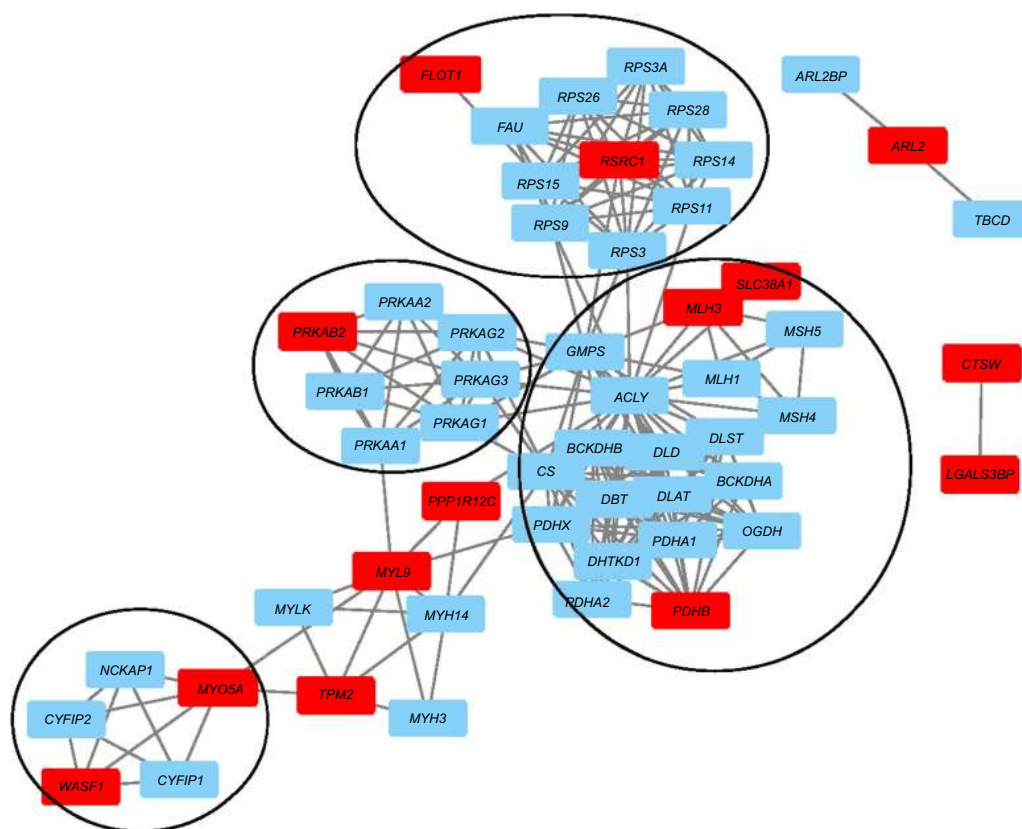 FLOT1
RPS3A
RPS26
RPS28
FAU
RSRC1
RPS14
RPS15
RPS11
RPS9
RPS3
ARL2BP
ARL2
TBCD
PRKAA2
PRKAB2
PRKAG2
PRKAG3
PRKAB1
PRKAG1
PRKAA1
SLC38A1
MLH3
MSH5
GMPS
MLH1
ACLY
MSH4
DLST
BCKDHB
DLD
CS
BCKDHA
DBT
DLAT
PDHX
OGDH
PDHA1
DHTKD1
PDHA2
PDHB
CTSW
LGALS3BP
PPP1R12C
MYL9
MYLK
MYH14
NCKAP1
MYO5A
TPM2
CYFIP2
MYH3
WASF1
CYFIP1